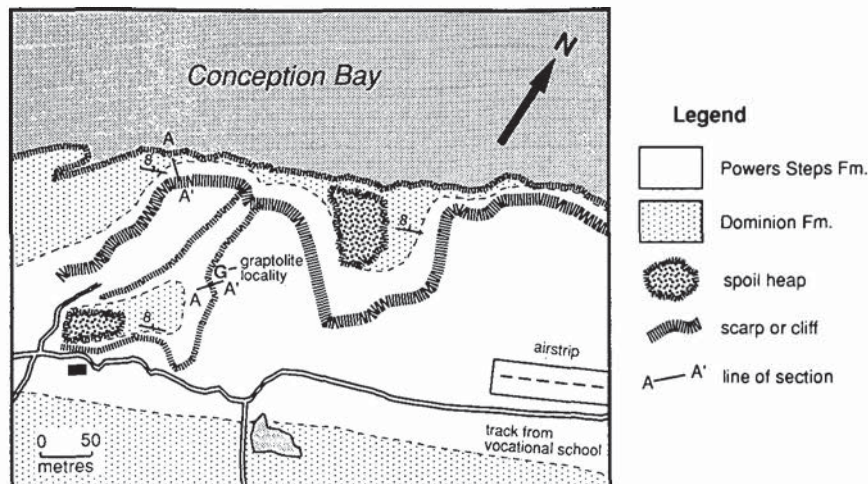 N
Conception Bay
A
8
A'
8
G
graptolite
locality
A
A'
8
airstrip
track from
vocational school
0 50
metres
Legend
Powers Steps Fm.
Dominion Fm.
spoil heap
scarp or cliff
A A' line of section